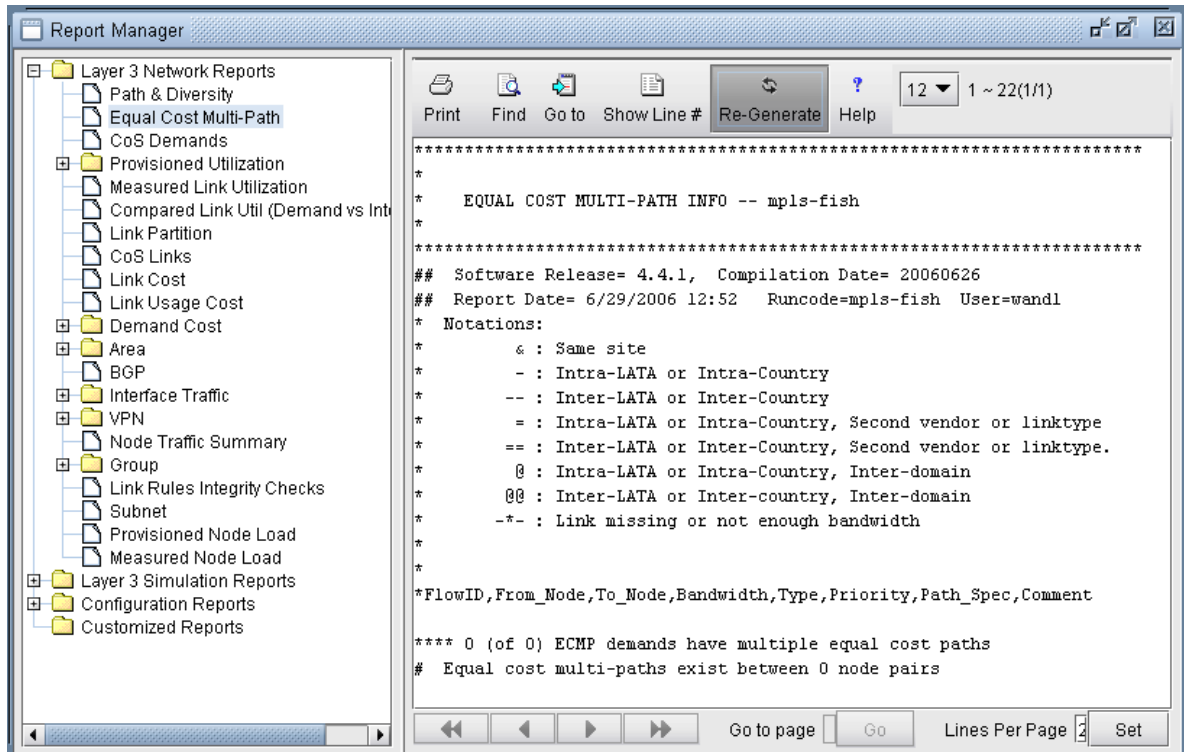 Report Manager
Layer 3 Network Reports
Path & Diversity
Equal Cost Multi-Path
CoS Demands
Provisioned Utilization
Measured Link Utilization
Compared Link Util (Demand vs Int
Link Partition
CoS Links
Link Cost
Link Usage Cost
Demand Cost
Area
BGP
Interface Traffic
VPN
Node Traffic Summary
Group
Link Rules Integrity Checks
Subnet
Provisioned Node Load
Measured Node Load
Layer 3 Simulation Reports
Configuration Reports
Customized Reports
Print Find Go to Show Line # Re-Generate Help 12 1 ~ 22(1/1)
************************************************************************
*
* EQUAL COST MULTI-PATH INFO -- mpls-fish
*
************************************************************************
## Software Release= 4.4.1, Compilation Date= 20060626
## Report Date= 6/29/2006 12:52 Runcode=mpls-fish User=wandl
* Notations:
* & : Same site
* - : Intra-LATA or Intra-Country
* -- : Inter-LATA or Inter-Country
* = : Intra-LATA or Intra-Country, Second vendor or linktype
* == : Inter-LATA or Inter-Country, Second vendor or linktype.
* @ : Intra-LATA or Intra-Country, Inter-domain
* @@ : Inter-LATA or Inter-country, Inter-domain
* -*- : Link missing or not enough bandwidth
*
*
*FlowID,From_Node,To_Node,Bandwidth,Type,Priority,Path_Spec,Comment
**** 0 (of 0) ECMP demands have multiple equal cost paths
# Equal cost multi-paths exist between 0 node pairs
Go to page Go Lines Per Page 2 Set